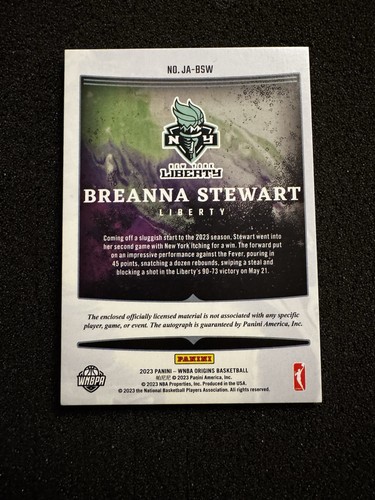 NO. JA-BSW
NY
LIBERTY
BREANNA STEWART
LIBERTY
Coming off a sluggish start to the 2023 season, Stewart went into
her second game with New York itching for a win. The forward put
on an impressive performance against the Fever, pouring in
45 points, snatching a dozen rebounds, swiping a steal and
blocking a shot in the Liberty's 90-73 victory on May 21.
The enclosed officially licensed material is not associated with any specific
player, game, or event. The autograph is guaranteed by Panini America, Inc.
PANINI
WNBPA
2023 PANINI – WNBA ORIGINS BASKETBALL
帕尼尼 © 2023 Panini America, Inc.
© 2023 NBA Properties, Inc. Produced in the USA.
© 2023 the National Basketball Players Association. All rights reserved.